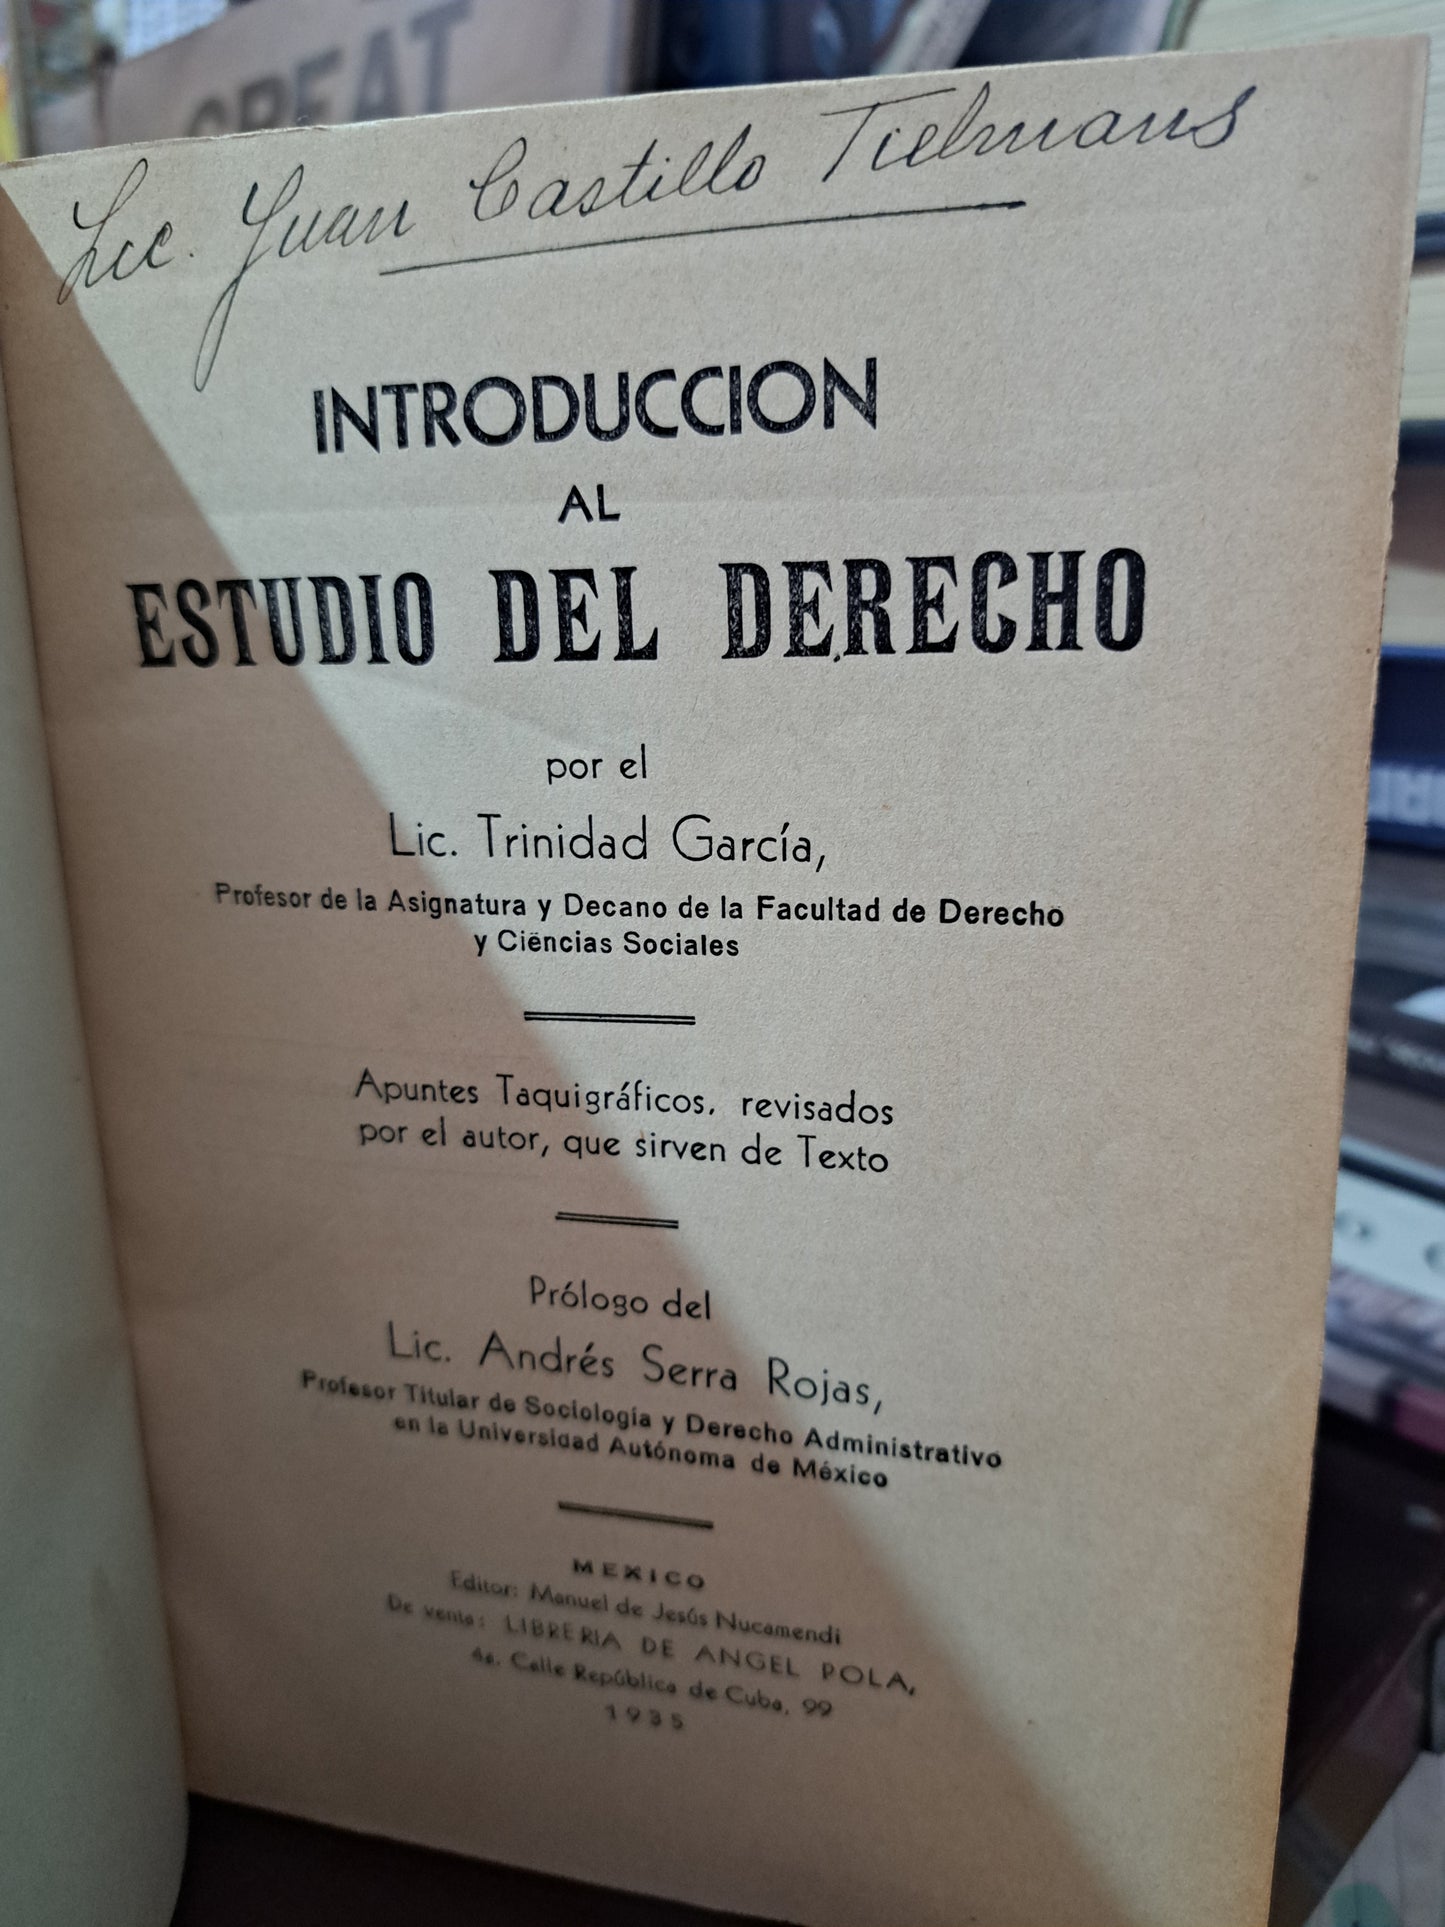 GREAT
Lic. Juan Castillo Tielmans
INTRODUCCION
AL
ESTUDIO DEL DERECHO
por el
Lic. Trinidad García,
Profesor de la Asignatura y Decano de la Facultad de Derecho
y Ciencias Sociales
Apuntes Taquigráficos, revisados
por el autor, que sirven de Texto
Prólogo del
Lic. Andrés Serra Rojas,
Profesor Titular de Sociología y Derecho Administrativo
en la Universidad Autónoma de México
MEXICO
Editor: Manuel de Jesús Nucamendi
De venta: LIBRERIA DE ANGEL POLA,
4a. Calle República de Cuba, 99
1935